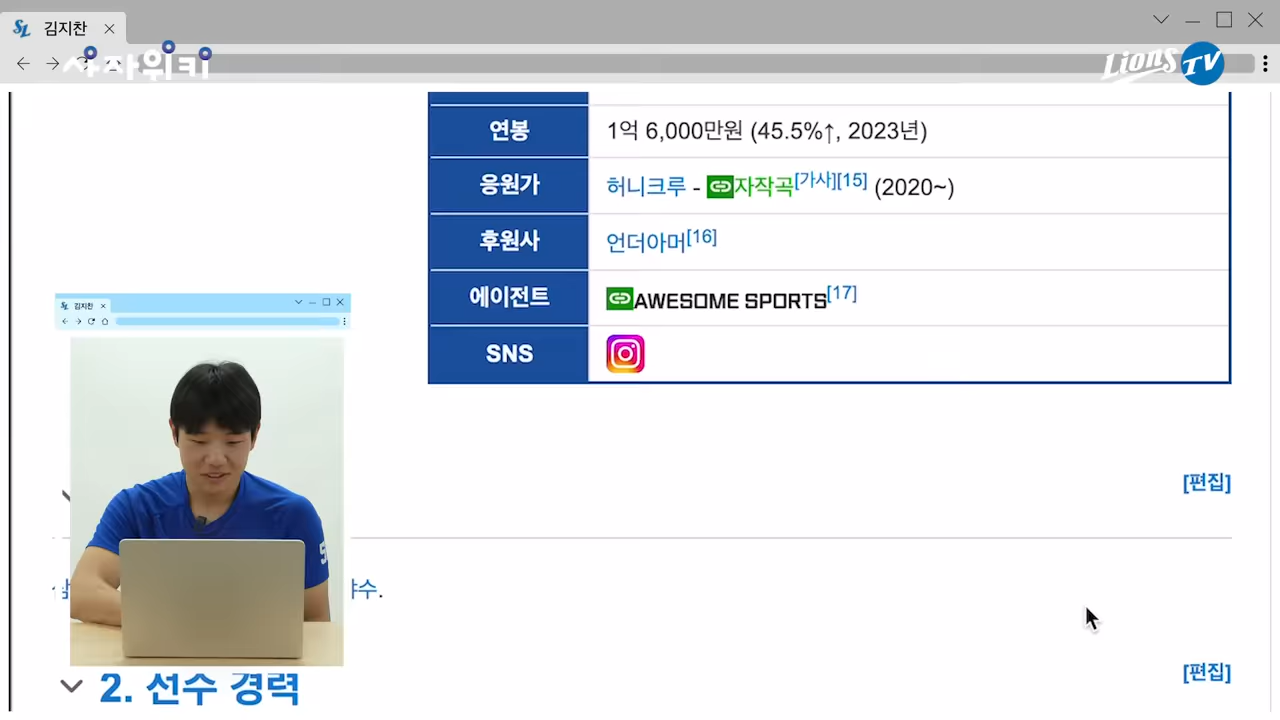 SL 김지찬
사자위키
Lions TV
연봉 1억 6,000만원 (45.5%↑, 2023년)
응원가 허니크루 - 자작곡[가사][15] (2020~)
후원사 언더아머[16]
에이전트 AWESOME SPORTS[17]
SNS
SL 김지찬
[편집]
수.
[편집]
2. 선수 경력